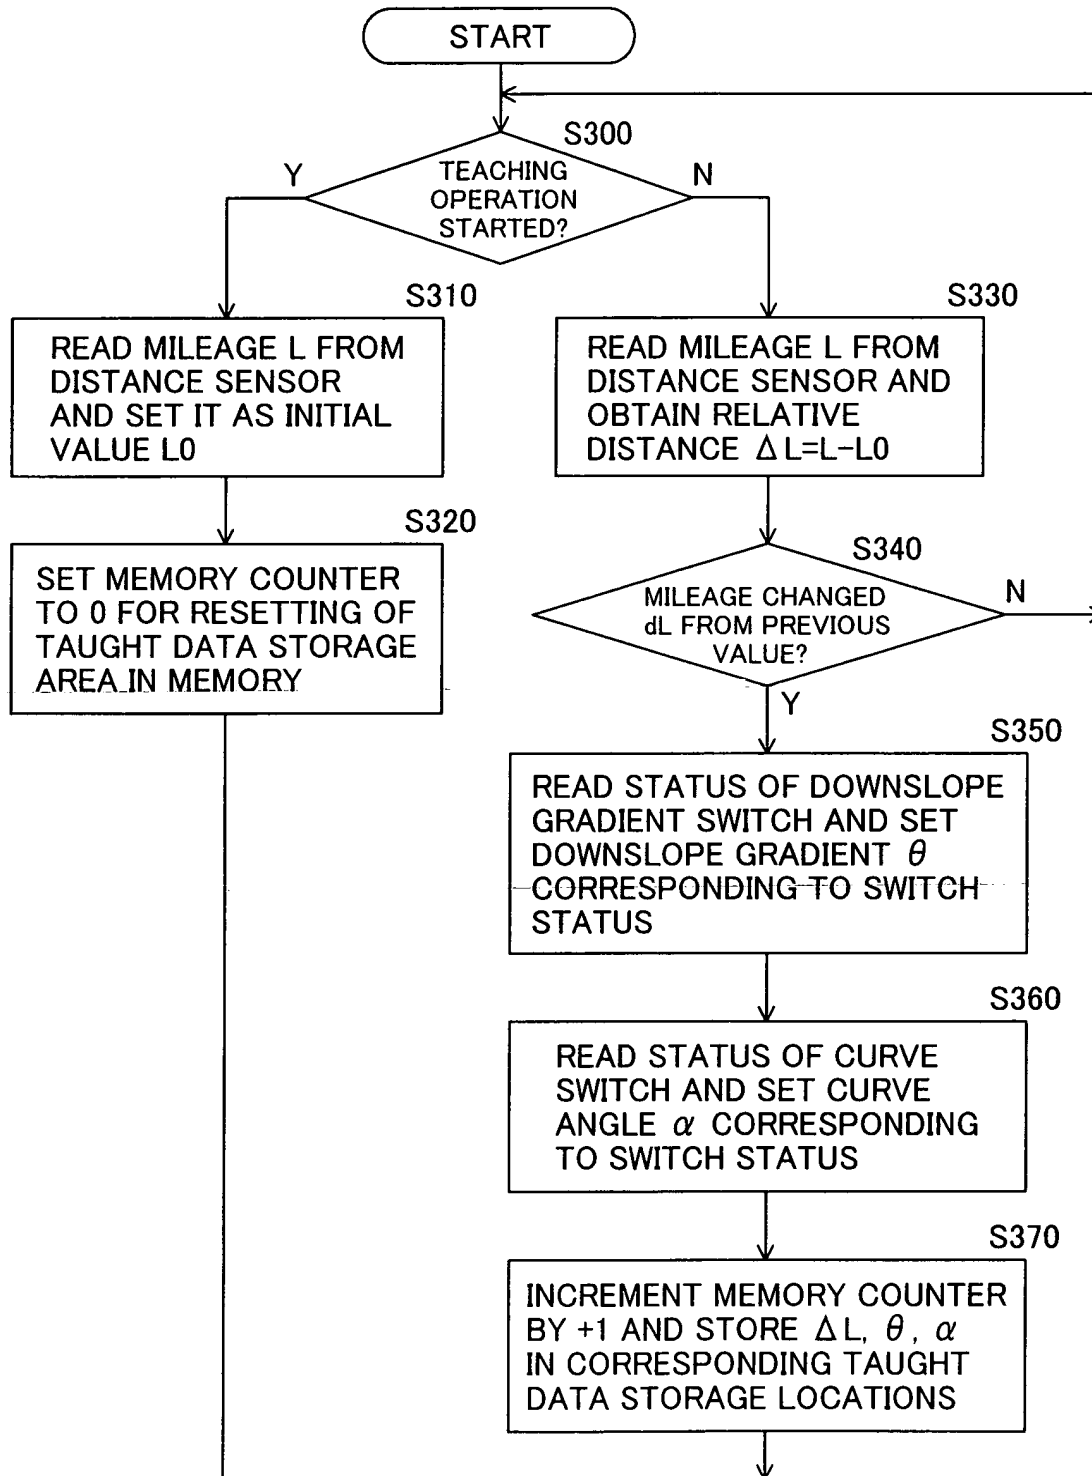 START
S300
Y
TEACHING
OPERATION
STARTED?
N
S310
READ MILEAGE L FROM
DISTANCE SENSOR
AND SET IT AS INITIAL
VALUE L0
S330
READ MILEAGE L FROM
DISTANCE SENSOR AND
OBTAIN RELATIVE
DISTANCE ΔL=L-L0
S320
SET MEMORY COUNTER
TO 0 FOR RESETTING OF
TAUGHT DATA STORAGE
AREA IN MEMORY
S340
MILEAGE CHANGED
dL FROM PREVIOUS
VALUE?
N
Y
S350
READ STATUS OF DOWNSLOPE
GRADIENT SWITCH AND SET
DOWNSLOPE GRADIENT θ
CORRESPONDING TO SWITCH
STATUS
S360
READ STATUS OF CURVE
SWITCH AND SET CURVE
ANGLE α CORRESPONDING
TO SWITCH STATUS
S370
INCREMENT MEMORY COUNTER
BY +1 AND STORE ΔL, θ, α
IN CORRESPONDING TAUGHT
DATA STORAGE LOCATIONS